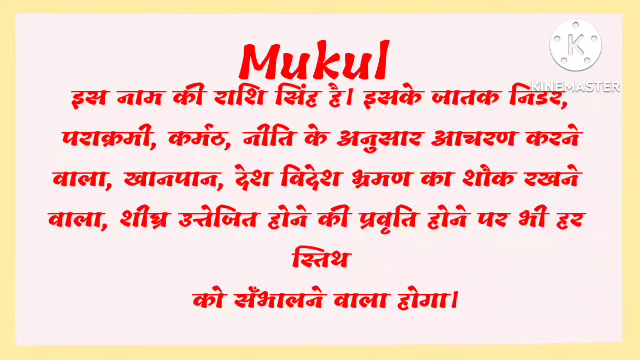 Mukul
KINEMASTER
इस नाम की राशि सिंह है। इसके जातक निडर,
पराक्रमी, कर्मठ, नीति के अनुसार आचरण करने
वाला, खानपान, देश विदेश भ्रमण का शौक रखने
वाला, शीघ्र उत्तेजित होने की प्रवृति होने पर भी हर
स्तिथ
को सँभालने वाला होगा।